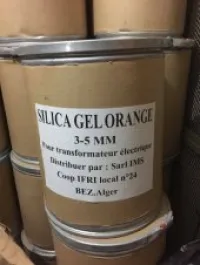 SILICA GEL ORANGE
3-5 MM
Pour transformateur électrique
Distribuer par : Sarl IMS
Coop IFRI local n°24
BEZ.Alger